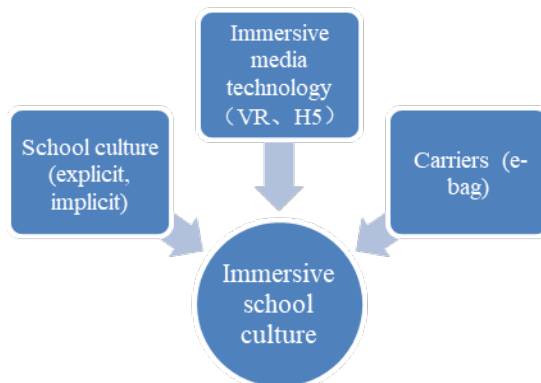 Immersive
media
technology
（VR、H5）
School culture
(explicit,
implicit)
Carriers（e-
bag)
Immersive
school
culture